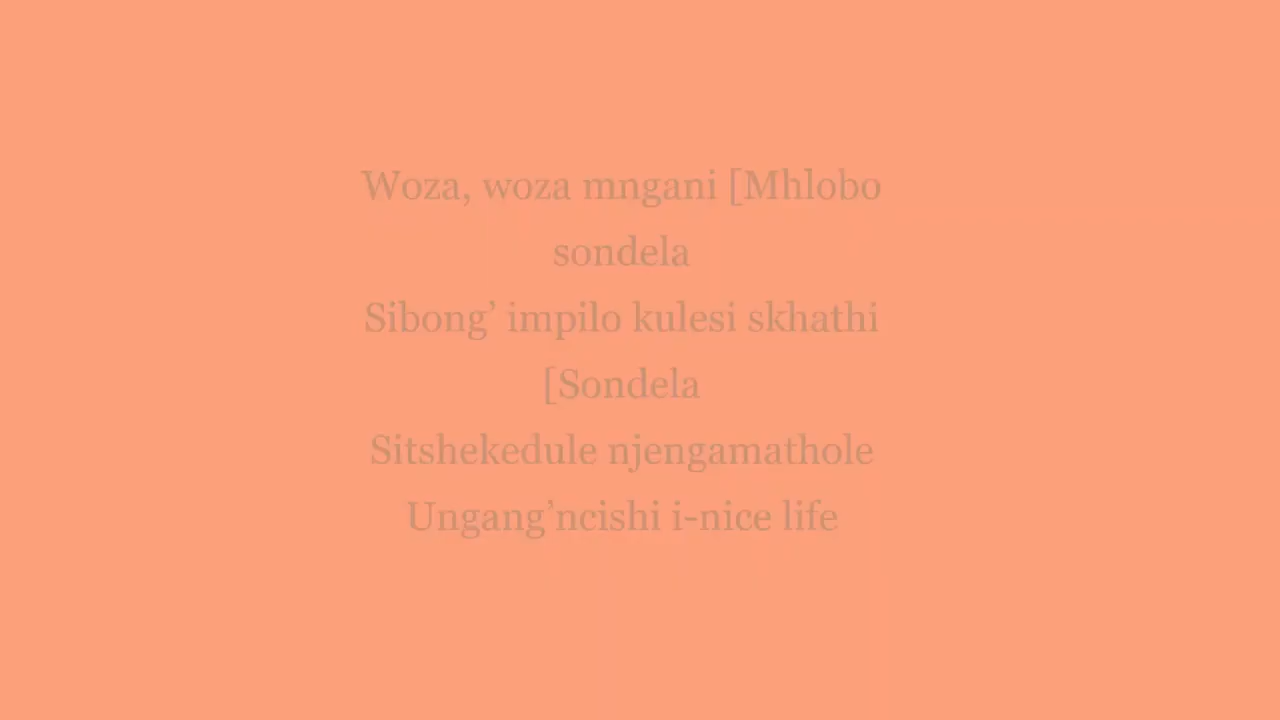 Woza, woza mngani [Mhlobo
sondela
Sibong’ impilo kulesi skhathi
[Sondela
Sitshekedule njengamathole
Ungang’ncishi i-nice life